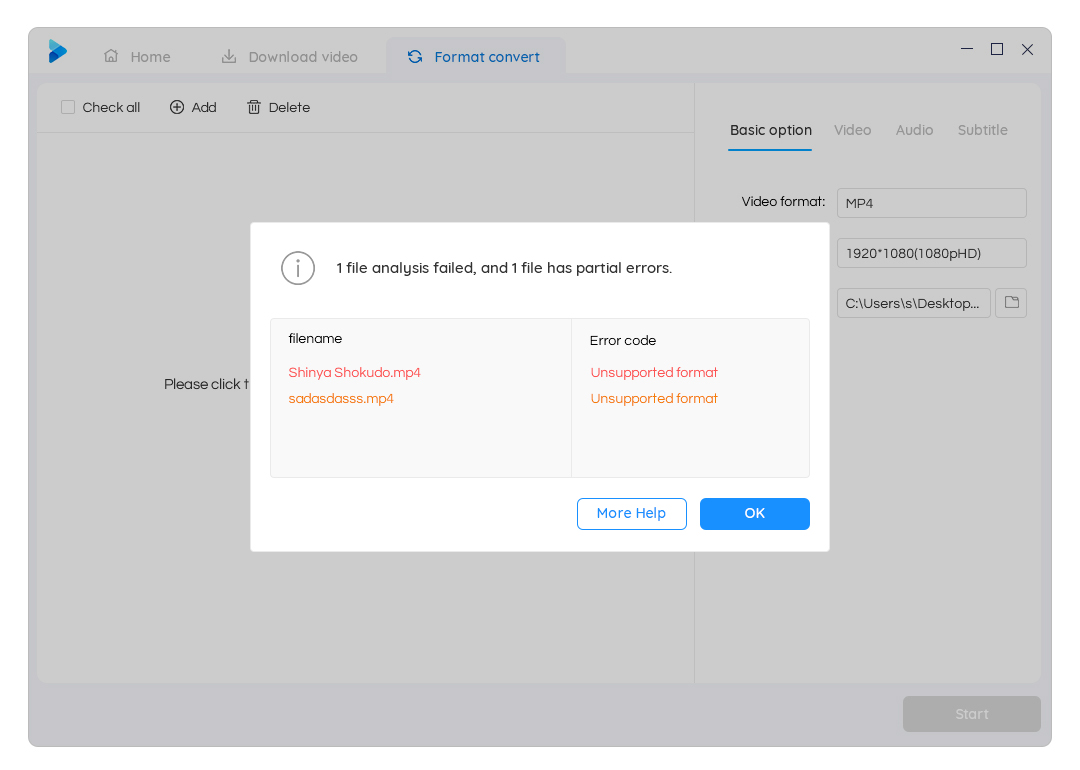 Home
Download video
Format convert
Check all
Add
Delete
Basic option
Video
Audio
Subtitle
Video format:
MP4
1920*1080(1080pHD)
C:\Users\s\Desktop...
Please click
1 file analysis failed, and 1 file has partial errors.
filename
Error code
Shinya Shokudo.mp4
Unsupported format
sadasdasss.mp4
Unsupported format
More Help
OK
Start